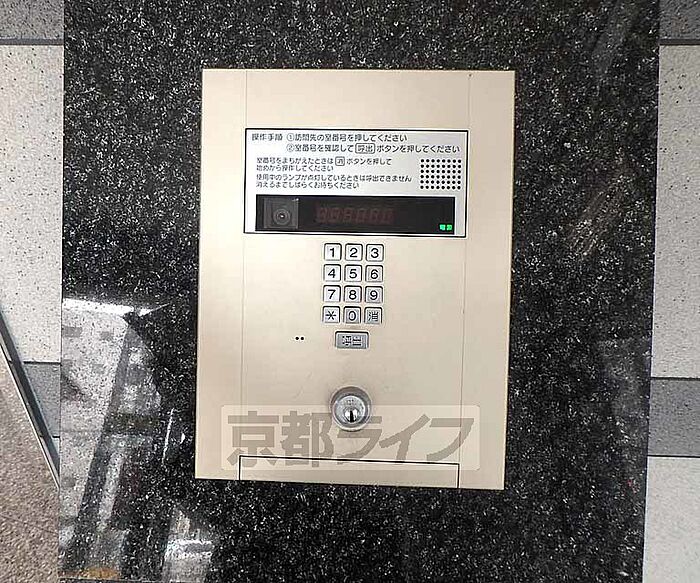 操作手順 ①訪問先の室番号を押してください
②室番号を確認して 呼出 ボタンを押してください
室番号をまちがえたときは 消 ボタンを押して
始めから操作してください
使用中のランプが点灯しているときは呼出できません
消えるまでしばらくお待ちください
1 2 3
4 5 6
7 8 9
＊ 0 消
呼出
京都ライフ